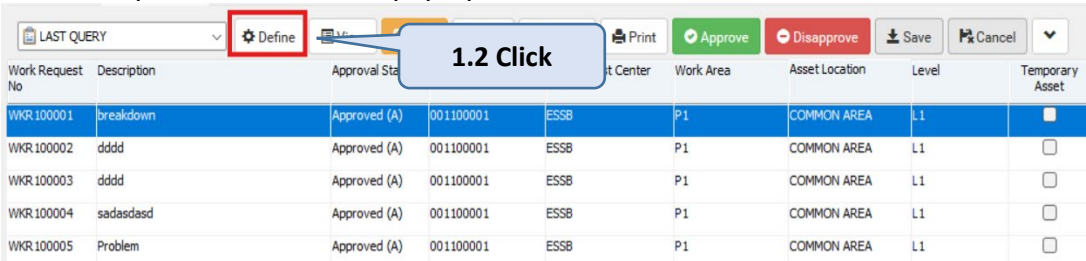 LAST QUERY Define 1.2 Click Print Approve Disapprove Save Cancel
Work Request No Description Approval Center Work Area Asset Location Level Temporary Asset
WKR100001 breakdown Approved (A) 001100001 ESSB P1 COMMON AREA L1
WKR100002 dddd Approved (A) 001100001 ESSB P1 COMMON AREA L1
WKR100003 dddd Approved (A) 001100001 ESSB P1 COMMON AREA L1
WKR100004 sadasdasd Approved (A) 001100001 ESSB P1 COMMON AREA L1
WKR100005 Problem Approved (A) 001100001 ESSB P1 COMMON AREA L1